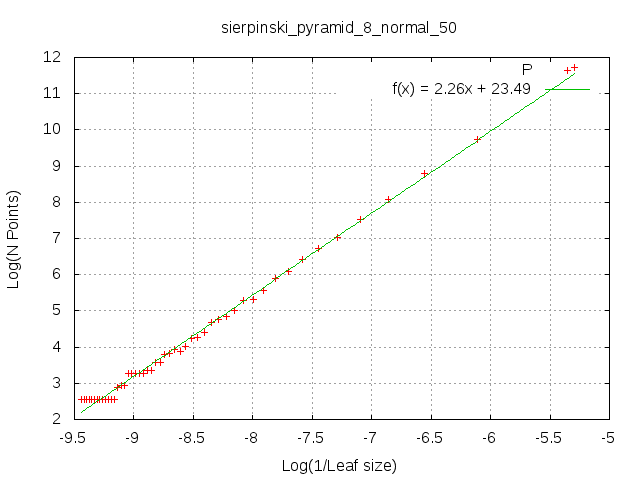 sierpinski_pyramid_8_normal_50
12
11
10
9
8
7
6
5
4
3
2
-9.5 -9 -8.5 -8 -7.5 -7 -6.5 -6 -5.5 -5
Log(N Points)
Log(1/Leaf size)
P
f(x) = 2.26x + 23.49